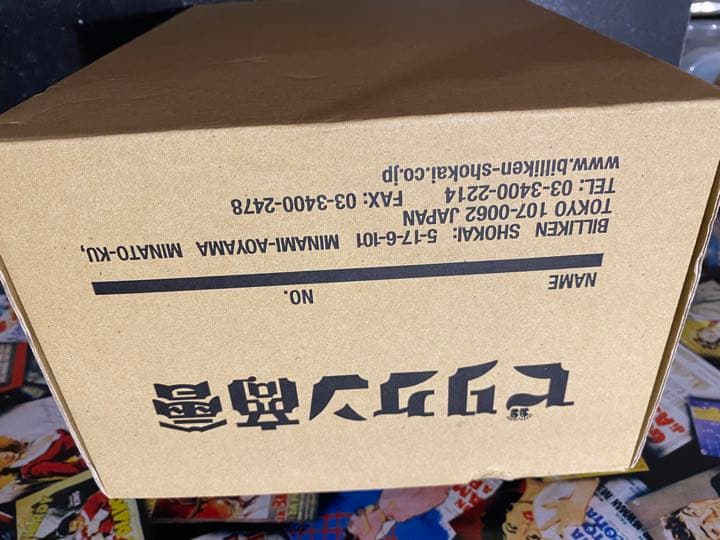 ビリケン商會
NAME NO.
BILLIKEN SHOKAI: 5-17-6-101 MINAMI-AOYAMA MINATO-KU,
TOKYO 107-0062 JAPAN
TEL: 03-3400-2214 FAX: 03-3400-2478
www.billiken-shokai.co.jp